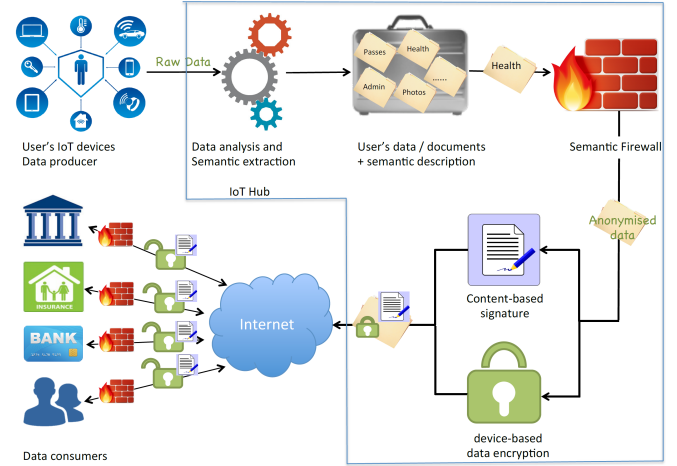 Raw Data
Passes
Health
......
Admin
Photos
Health
User's IoT devices
Data producer
Data analysis and
Semantic extraction
User's data / documents
+ semantic description
Semantic Firewall
IoT Hub
Anonymised
data
INSURANCE
BANK
Internet
Content-based
signature
device-based
data encryption
Data consumers